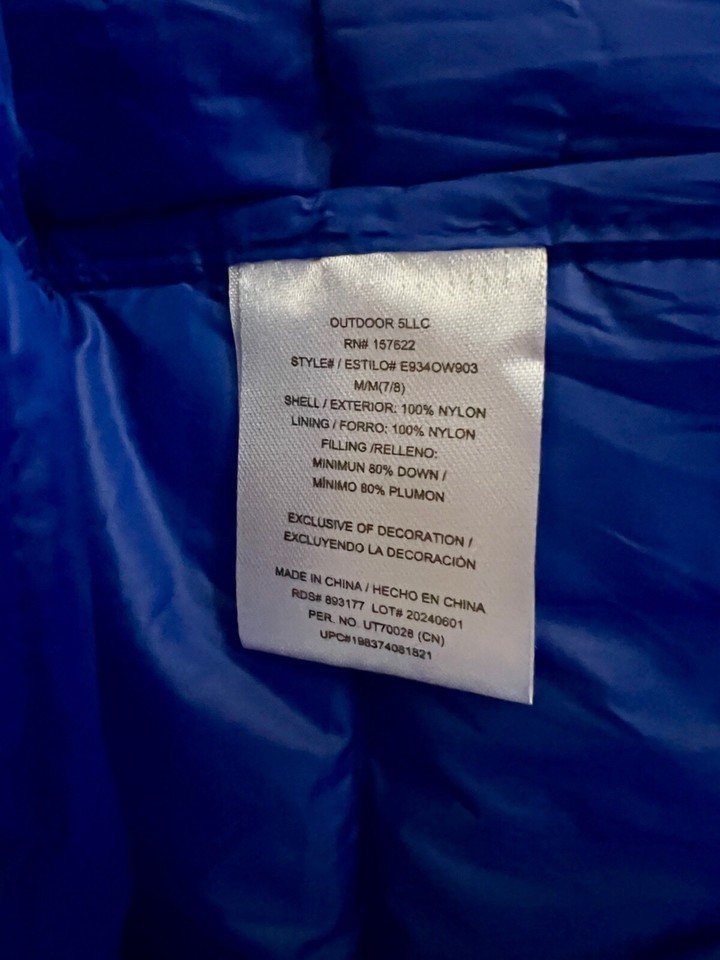 OUTDOOR 5LLC
RN# 157622
STYLE# / ESTILO# E934OW903
M/M(7/8)
SHELL / EXTERIOR: 100% NYLON
LINING / FORRO: 100% NYLON
FILLING /RELLENO:
MINIMUN 80% DOWN /
MÍNIMO 80% PLUMON
EXCLUSIVE OF DECORATION /
EXCLUYENDO LA DECORACIÓN
MADE IN CHINA / HECHO EN CHINA
RDS# 893177 LOT# 20240601
PER. NO. UT70028 (CN)
UPC#198374081821